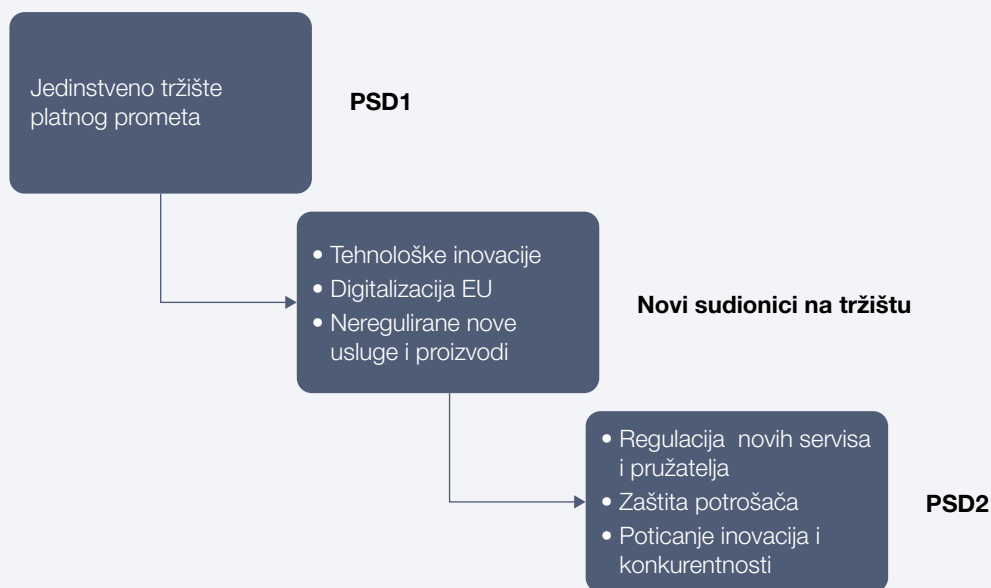 Jedinstveno tržište
platnog prometa
PSD1
• Tehnološke inovacije
• Digitalizacija EU
• Neregulirane nove
usluge i proizvodi
Novi sudionici na tržištu
• Regulacija  novih servisa
i pružatelja
• Zaštita potrošača
• Poticanje inovacija i
konkurentnosti
PSD2